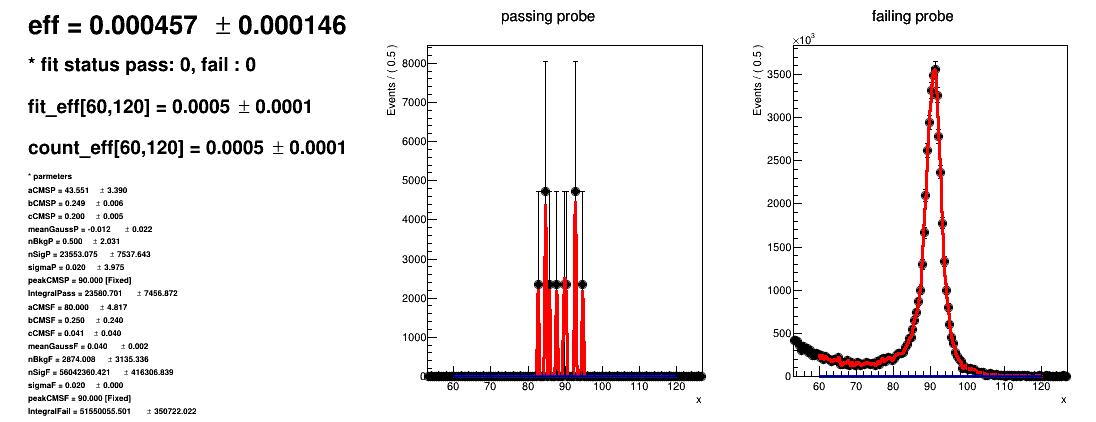 eff = 0.000457 ± 0.000146
* fit status pass: 0, fail : 0
fit_eff[60,120] = 0.0005 ± 0.0001
count_eff[60,120] = 0.0005 ± 0.0001
* parmeters
aCMSP = 43.551 ± 3.390
bCMSP = 0.249 ± 0.006
cCMSP = 0.200 ± 0.005
meanGaussP = -0.012 ± 0.022
nBkgP = 0.500 ± 2.031
nSigP = 23553.075 ± 7537.643
sigmaP = 0.020 ± 3.975
peakCMSP = 90.000 [Fixed]
IntegralPass = 23580.701 ± 7456.872
aCMSF = 80.000 ± 4.817
bCMSF = 0.250 ± 0.240
cCMSF = 0.041 ± 0.040
meanGaussF = 0.040 ± 0.002
nBkgF = 2874.008 ± 3135.336
nSigF = 56042360.421 ± 416306.839
sigmaF = 0.020 ± 0.000
peakCMSF = 90.000 [Fixed]
IntegralFail = 51550055.501 ± 350722.022
passing probe
Events / ( 0.5 )
8000
7000
6000
5000
4000
3000
2000
1000
0
60 70 80 90 100 110 120
x
failing probe
×10³
Events / ( 0.5 )
3500
3000
2500
2000
1500
1000
500
0
60 70 80 90 100 110 120
x